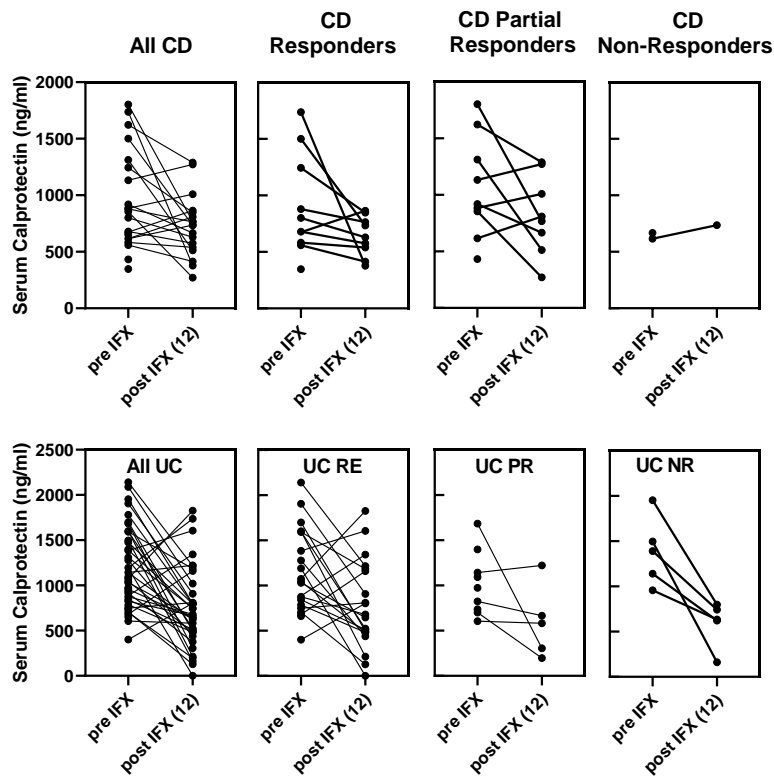 All CD
CD
Responders
CD Partial
Responders
CD
Non-Responders
Serum Calprotectin (ng/ml)
2000
1500
1000
500
0
pre IFX
post IFX (12)
pre IFX
post IFX (12)
pre IFX
post IFX (12)
pre IFX
post IFX (12)
Serum Calprotectin (ng/ml)
2500
2000
1500
1000
500
0
All UC
UC RE
UC PR
UC NR
pre IFX
post IFX (12)
pre IFX
post IFX (12)
pre IFX
post IFX (12)
pre IFX
post IFX (12)